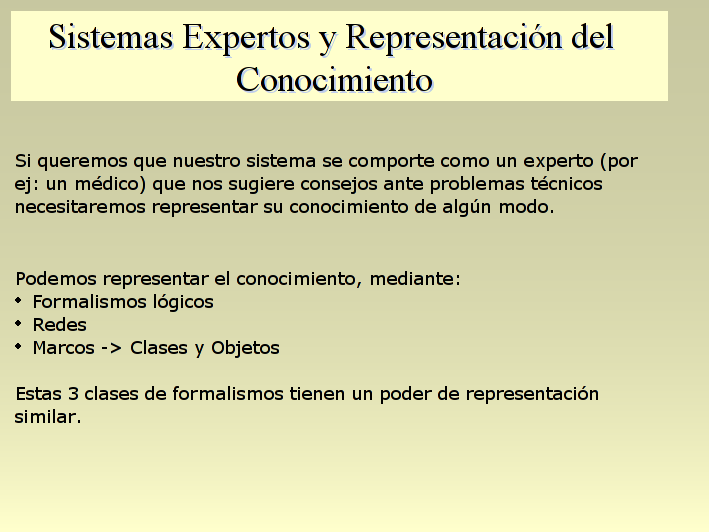 Sistemas Expertos y Representación del
Conocimiento
Si queremos que nuestro sistema se comporte como un experto (por
ej: un médico) que nos sugiere consejos ante problemas técnicos
necesitaremos representar su conocimiento de algún modo.
Podemos representar el conocimiento, mediante:
• Formalismos lógicos
• Redes
• Marcos -> Clases y Objetos
Estas 3 clases de formalismos tienen un poder de representación
similar.